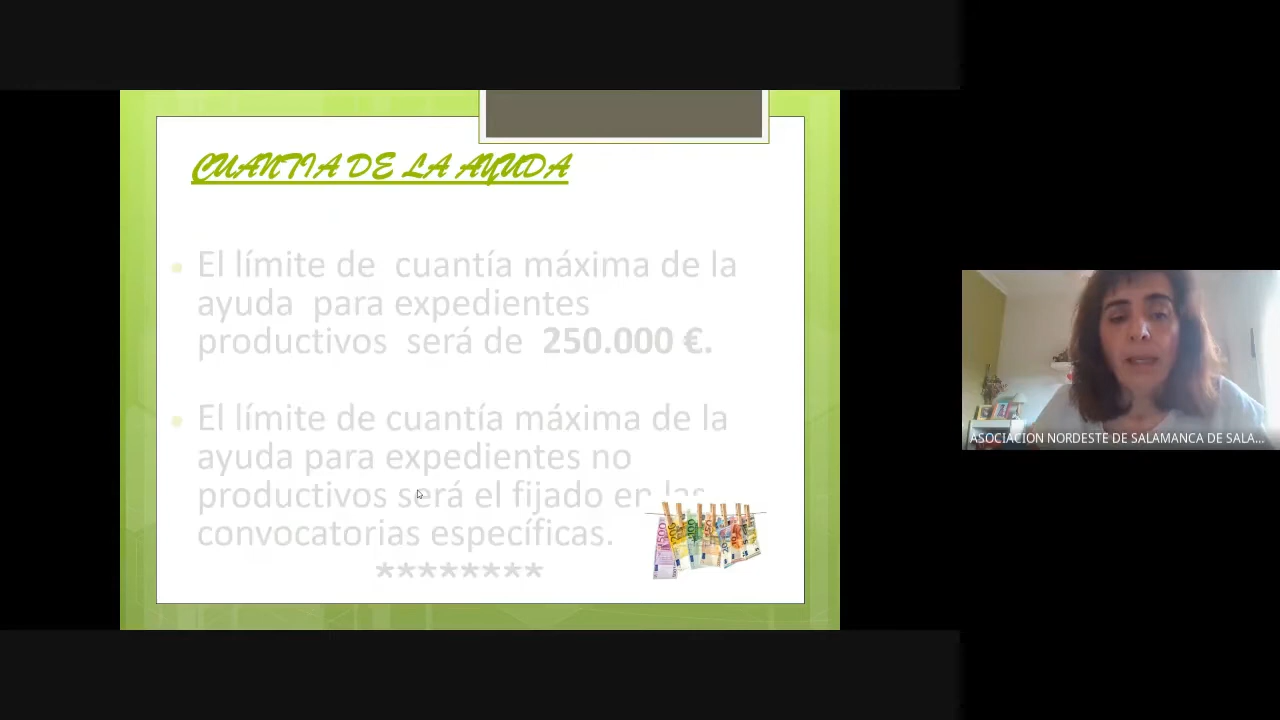 CUANTIA DE LA AYUDA
El límite de cuantía máxima de la
ayuda para expedientes
productivos será de 250.000 €.
El límite de cuantía máxima de la
ayuda para expedientes no
productivos será el fijado en las
convocatorias específicas.
********
ASOCIACION NORDESTE DE SALAMANCA DE SALA...